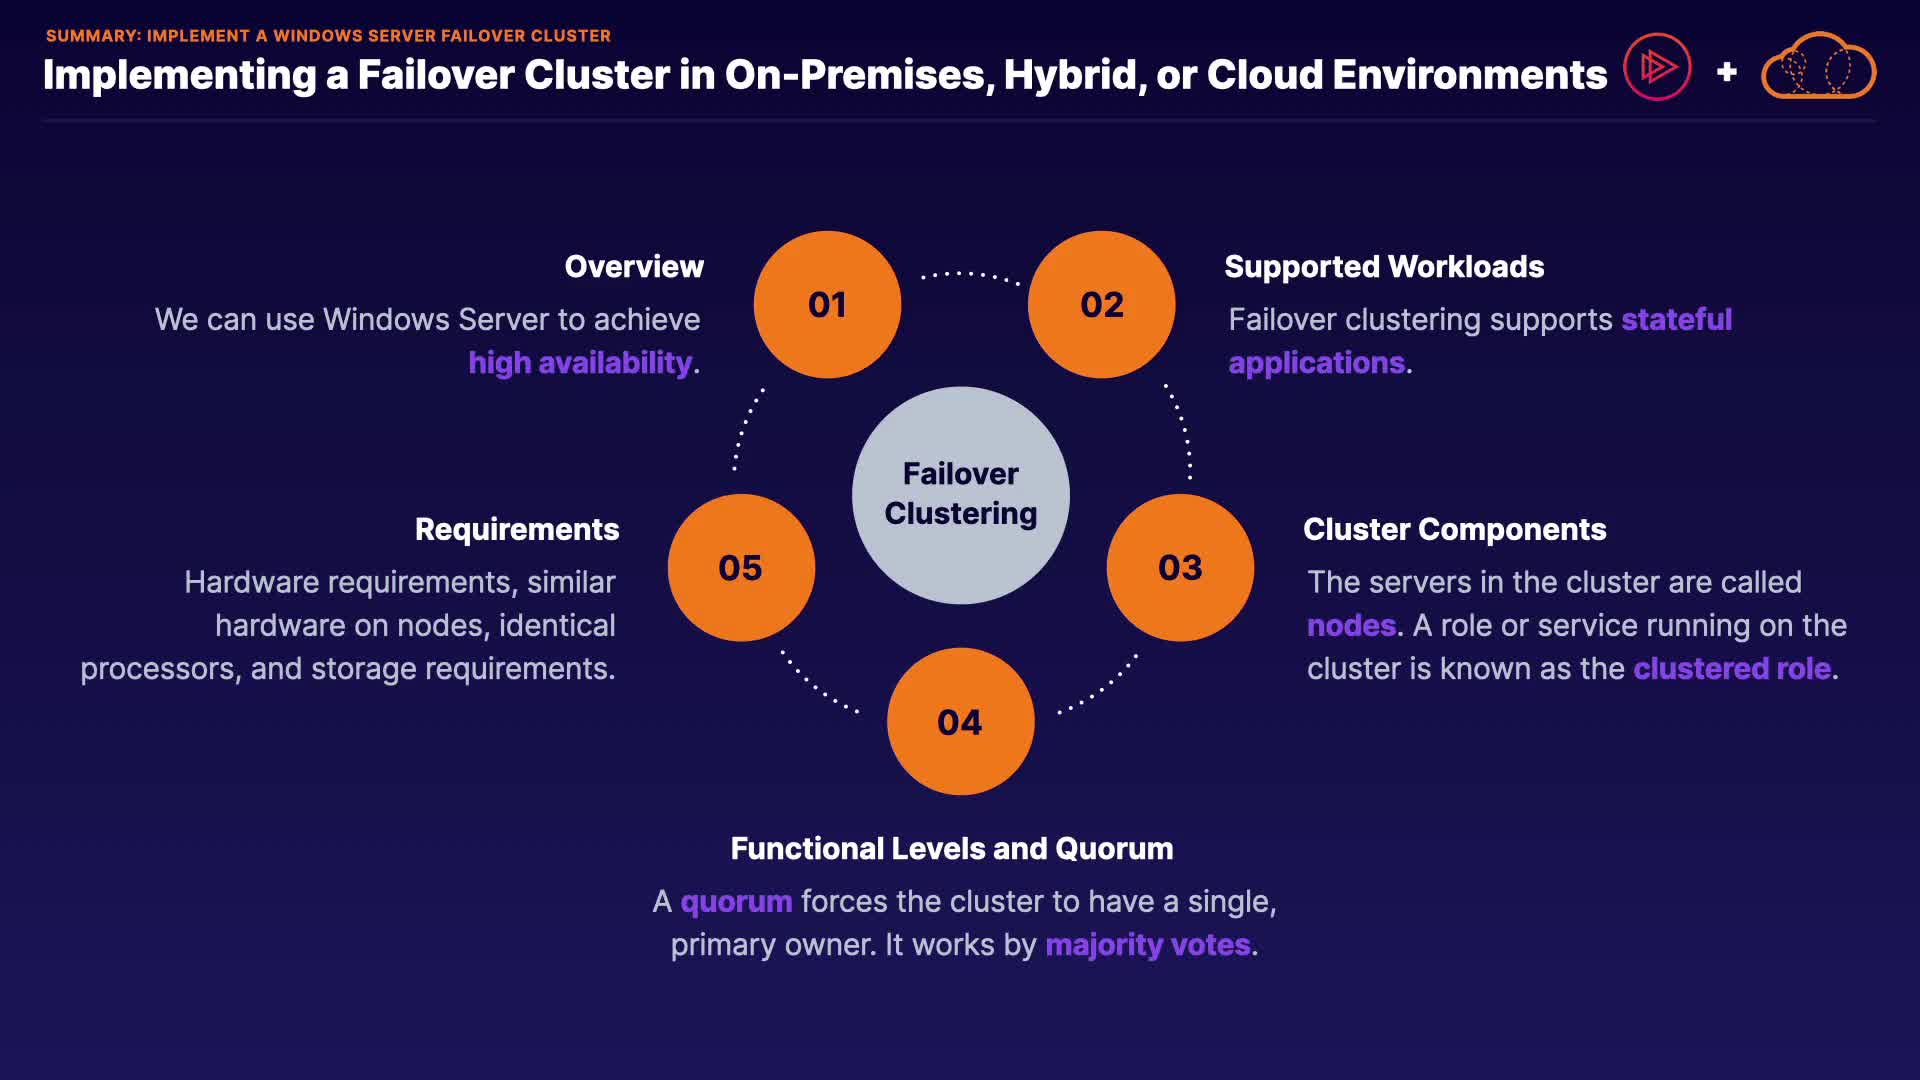 SUMMARY: IMPLEMENT A WINDOWS SERVER FAILOVER CLUSTER
Implementing a Failover Cluster in On-Premises, Hybrid, or Cloud Environments
+
Overview
We can use Windows Server to achieve
high availability.
01
02
Supported Workloads
Failover clustering supports stateful
applications.
Failover
Clustering
Requirements
Hardware requirements, similar
hardware on nodes, identical
processors, and storage requirements.
05
03
Cluster Components
The servers in the cluster are called
nodes. A role or service running on the
cluster is known as the clustered role.
04
Functional Levels and Quorum
A quorum forces the cluster to have a single,
primary owner. It works by majority votes.